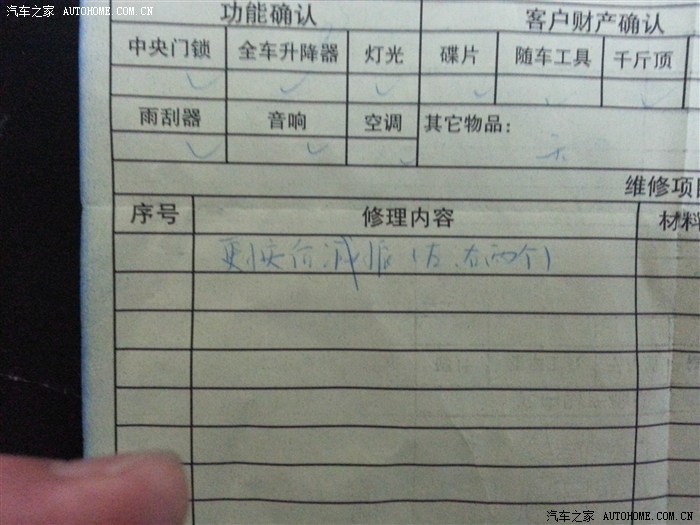 汽车之家 AUTOHOME.COM.CN
功能确认 客户财产确认
中央门锁 全车升降器 灯光 碟片 随车工具 千斤顶
雨刮器 音响 空调 其它物品：
无
维修项目
序号 修理内容 材料
更换前减振（左.右两个）
汽车之家 AUTOHOME.COM.CN